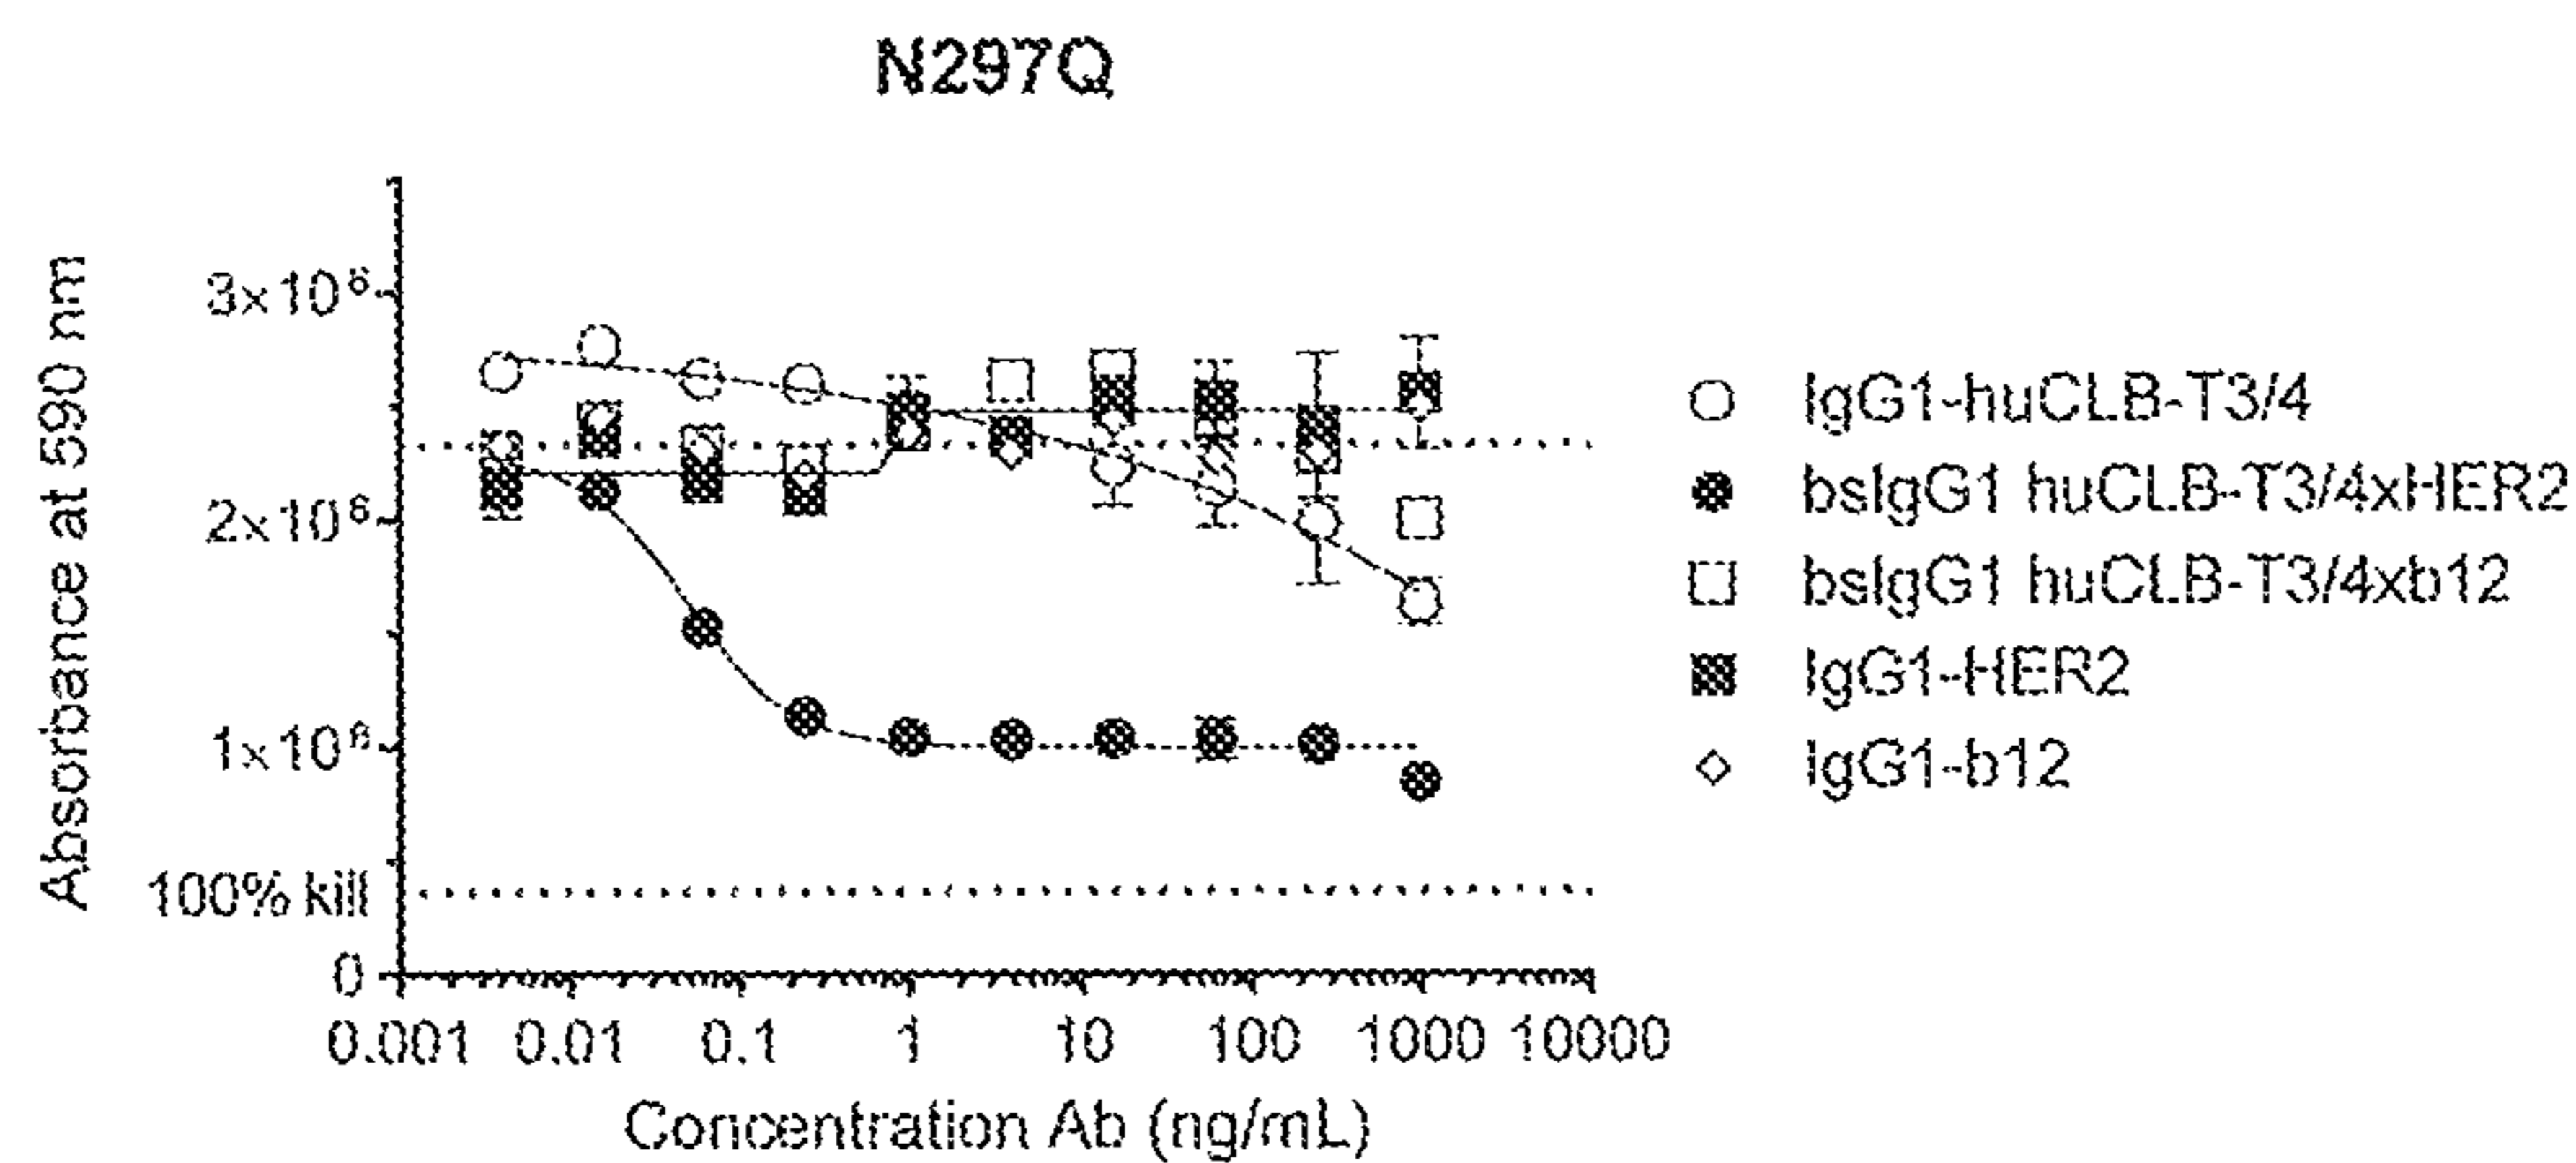 N297Q
Absorbance at 590 nm
3x10⁶
2x10⁶
1x10⁶
100% kill
0
0.001 0.01 0.1 1 10 100 1000 10000
Concentration Ab (ng/mL)
IgG1-huCLB-T3/4
bsIgG1 huCLB-T3/4xHER2
bsIgG1 huCLB-T3/4xb12
IgG1-HER2
IgG1-b12